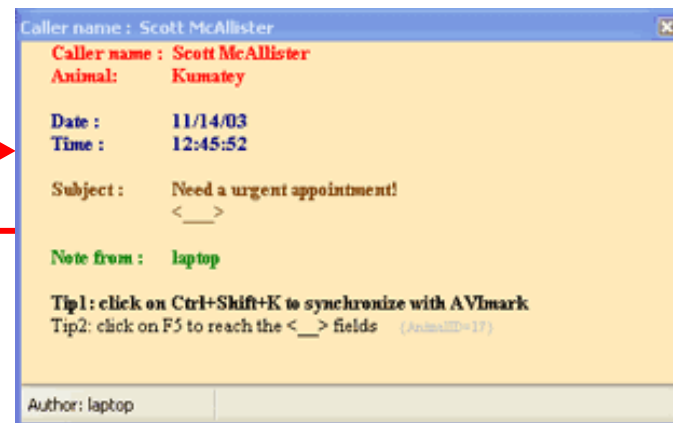 Caller name : Scott McAllister
Caller name : Scott McAllister
Animal: Kumatey
Date : 11/14/03
Time : 12:45:52
Subject : Need a urgent appointment!
<___>
Note from : laptop
Tip1: click on Ctrl+Shift+K to synchronize with AVImark
Tip2: click on F5 to reach the <__> fields (AnimalID=17)
Author: laptop